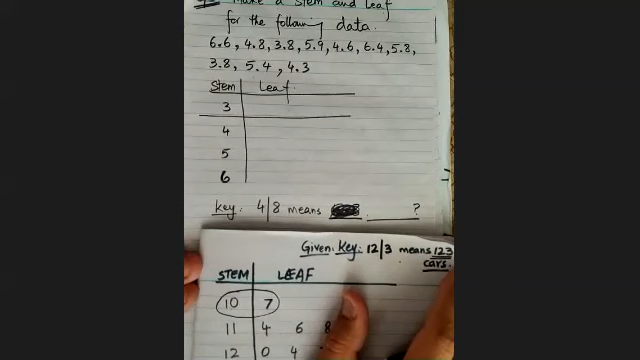 Make a Stem and Leaf
for the following data.
6.6, 4.8, 3.8, 5.9, 4.6, 6.4, 5.8,
3.8, 5.4, 4.3
Stem Leaf
3
4
5
6
Key: 4|8 means ?
Given: Key: 12|3 means 123
cars.
STEM LEAF
10 7
11 4 6 8
12 0 4